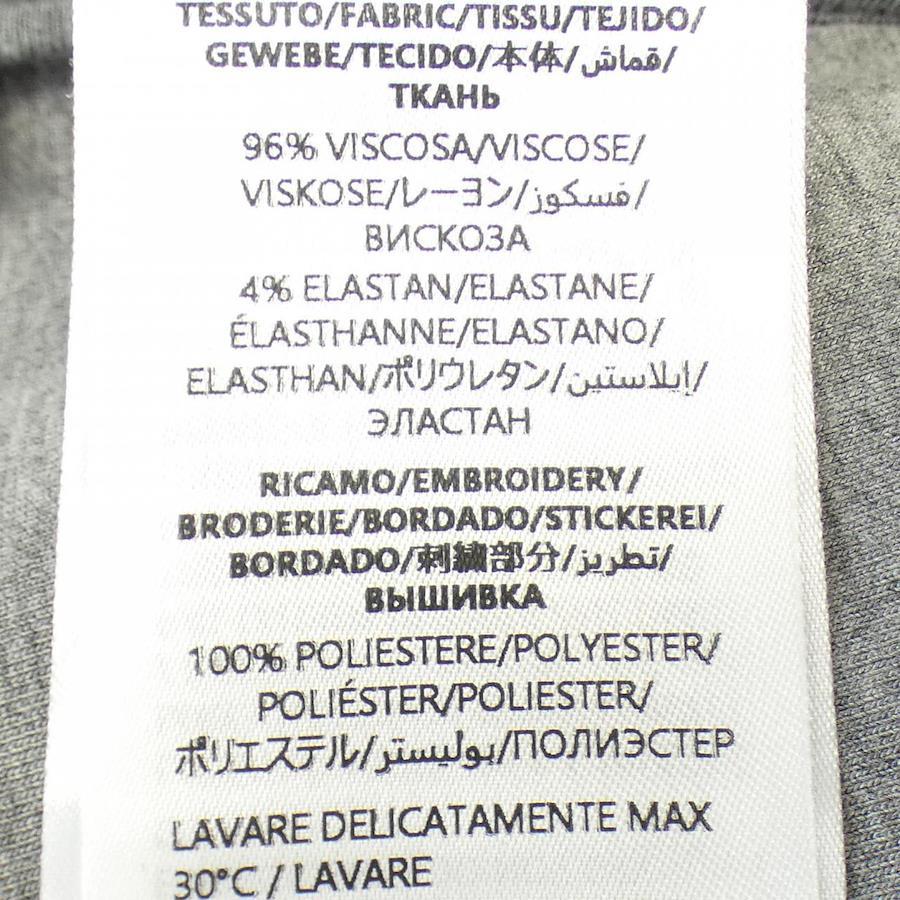 TESSUTO/FABRIC/TISSU/TEJIDO/
GEWEBE/TECIDO/本体/قماش/
ТКАНЬ
96% VISCOSA/VISCOSE/
VISKOSE/レーヨン/فسكوز/
ВИСКОЗА
4% ELASTAN/ELASTANE/
ÉLASTHANNE/ELASTANO/
ELASTHAN/ポリウレタン/إيلاستين/
ЭЛАСТАН
RICAMO/EMBROIDERY/
BRODERIE/BORDADO/STICKEREI/
BORDADO/刺繍部分/تطريز/
ВЫШИВКА
100% POLIESTERE/POLYESTER/
POLIÉSTER/POLIESTER/
ポリエステル/بوليستر/ПОЛИЭСТЕР
LAVARE DELICATAMENTE MAX
30°C / LAVARE